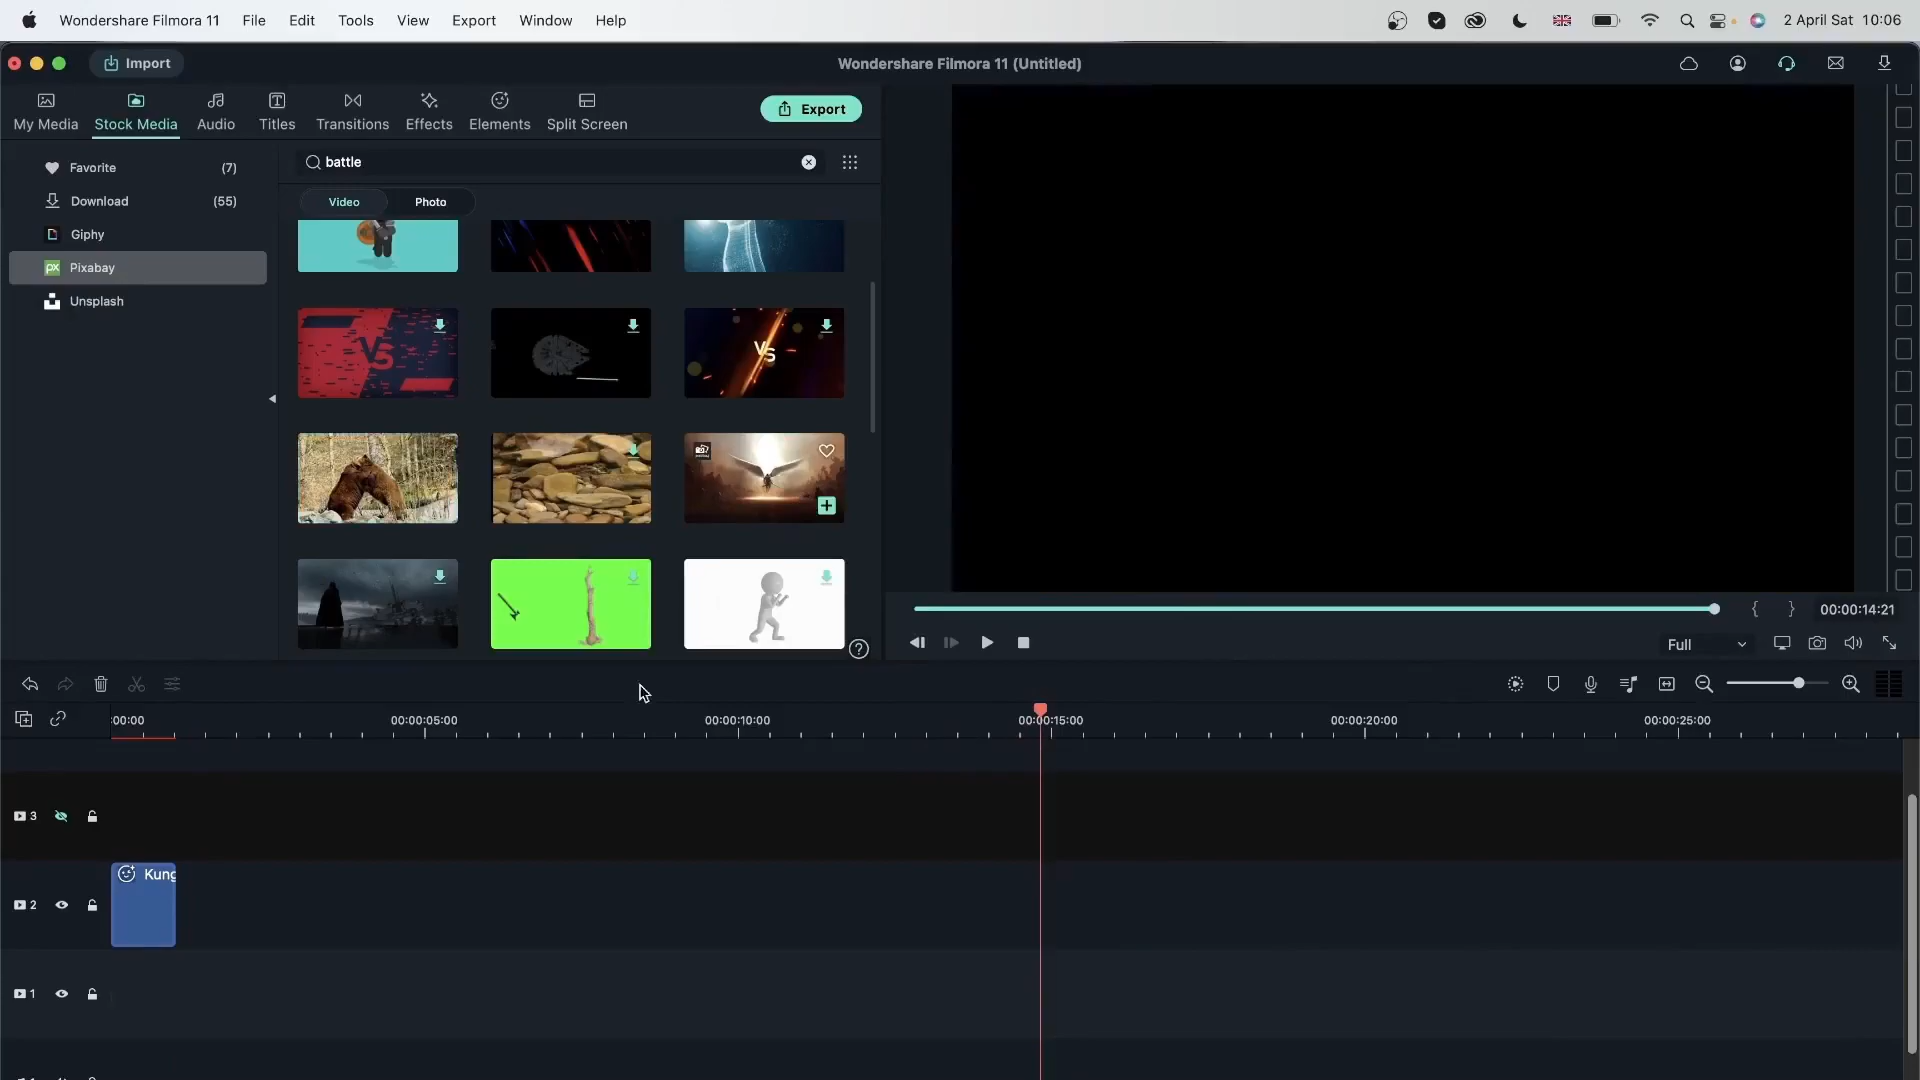 Wondershare Filmora 11 File Edit Tools View Export Window Help 2 April Sat 10:06
Import Wondershare Filmora 11 (Untitled)
My Media Stock Media Audio Titles Transitions Effects Elements Split Screen Export
Favorite (7)
Download (55)
Giphy
Pixabay
Unsplash
battle
Video Photo
VS
VS
00:00:14:21
Full
:00:00 00:00:05:00 00:00:10:00 00:00:15:00 00:00:20:00 00:00:25:00
3
Kung
2
1